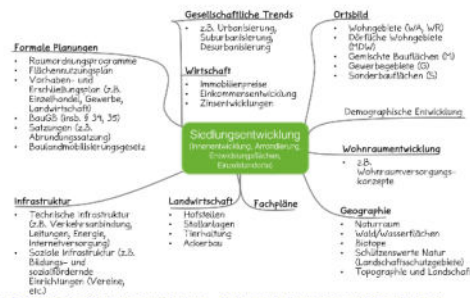 Gesellschaftliche Trends
z.B. Urbanisierung,
Suburbanisierung,
Desurbanisierung
Ortsbild
Wohngebiete (WA, WR)
Dörfliche Wohngebiete
(MDW)
Gemischte Bauflächen (M)
Gewerbegebiete (G)
Sonderbauflächen (S)
Formale Planungen
Raumordnungsprogramme
Flächennutzungsplan
Vorhaben- und
Erschließungsplan (z.B.
Einzelhandel, Gewerbe,
Landwirtschaft)
BauGB (insb. § 34, 35)
Satzungen (z.B.
Abrundungssatzung)
Baulandmobilisierungsgesetz
Wirtschaft
Immobilienpreise
Einkommensentwicklung
Zinsentwicklungen
Siedlungsentwicklung
(Innenentwicklung, Arrondierung,
Einzelstandorte)
Demographische Entwicklung
Wohnraumentwicklung
z.B.
Wohnraumversorgungs-
konzepte
Infrastruktur
Technische Infrastruktur
(z.B. Verkehrsanbindung,
Leitungen, Energie,
Internetversorgung)
Soziale Infrastruktur (z.B.
Bildungs- und
sozialfördernde
Einrichtungen (Vereine,
etc.)
Landwirtschaft
Hofstellen
Stallanlagen
Tierhaltung
Ackerbau
Fachpläne
Geographie
Naturraum
Wald/Wasserflächen
Biotope
Schützenswerte Natur
(Landschaftsschutzgebiete)
Topographie und Landschaft